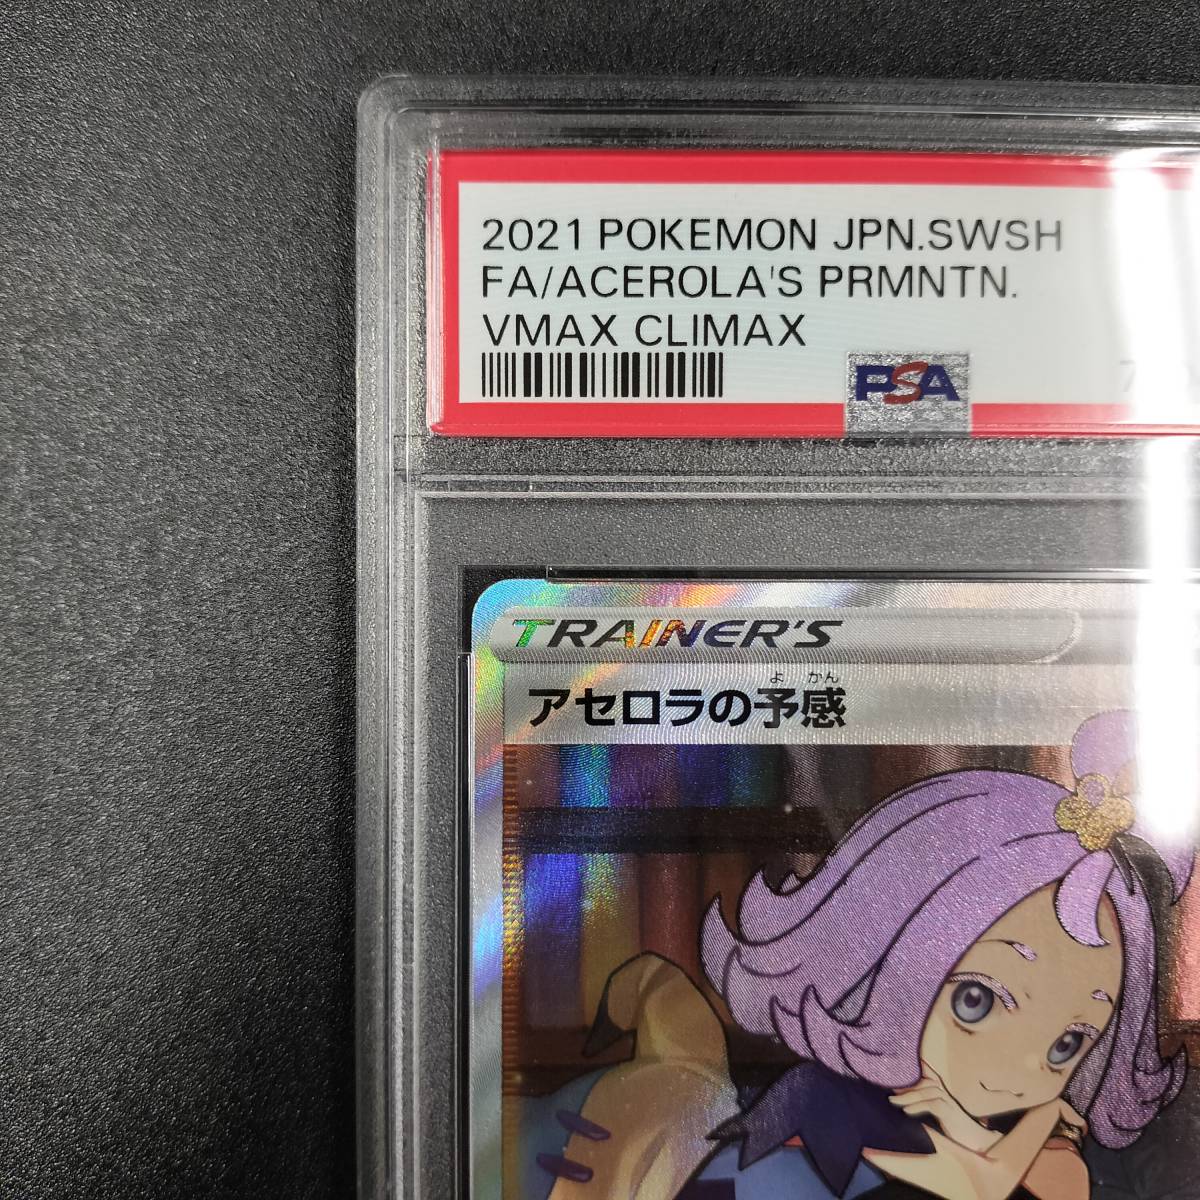 2021 POKEMON JPN.SWSH
FA/ACEROLA'S PRMNTN.
VMAX CLIMAX
PSA
TRAINER'S
よ かん
アセロラの予感